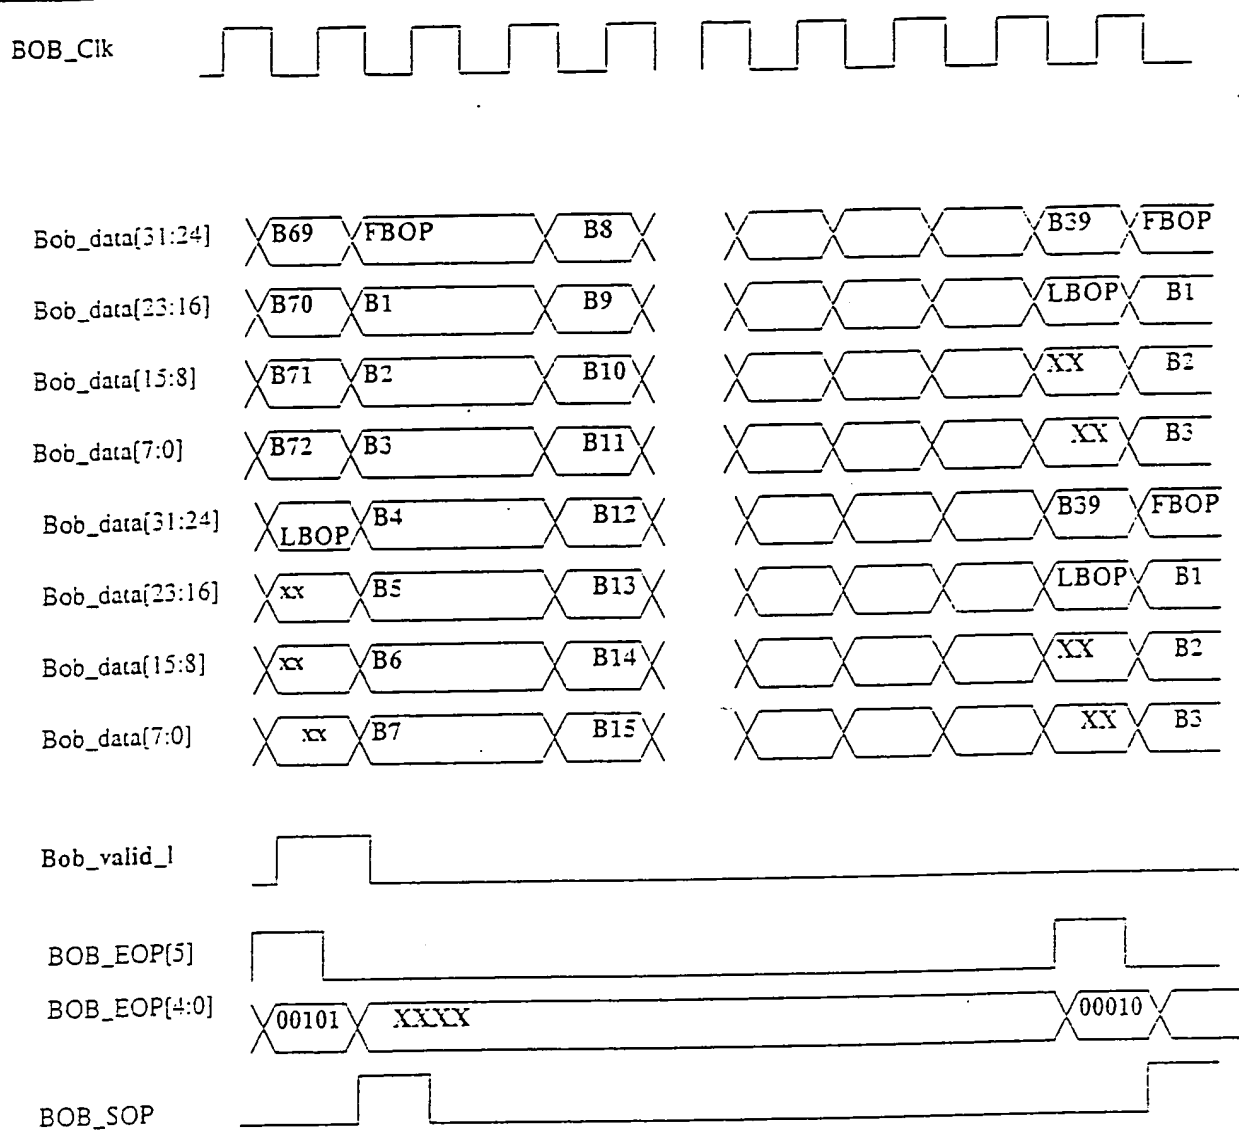 BOB_Clk
Bob_data[31:24] B69 FBOP B8 B39 FBOP
Bob_data[23:16] B70 B1 B9 LBOP B1
Bob_data[15:8] B71 B2 B10 XX B2
Bob_data[7:0] B72 B3 B11 XX B3
Bob_data[31:24] LBOP B4 B12 B39 FBOP
Bob_data[23:16] xx B5 B13 LBOP B1
Bob_data[15:8] xx B6 B14 XX B2
Bob_data[7:0] xx B7 B15 XX B3
Bob_valid_l
BOB_EOP[5]
BOB_EOP[4:0] 00101 XXXX 00010
BOB_SOP